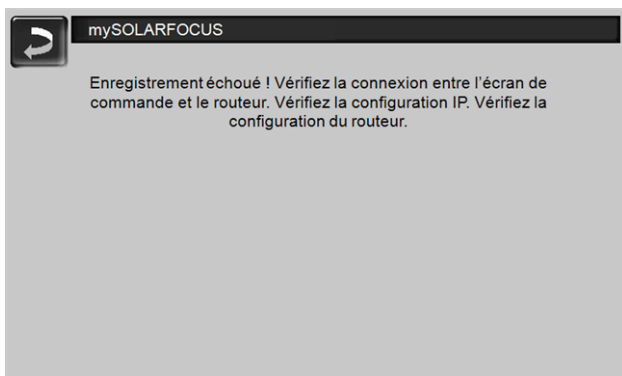 mySOLARFOCUS
Enregistrement échoué ! Vérifiez la connexion entre l'écran de
commande et le routeur. Vérifiez la configuration IP. Vérifiez la
configuration du routeur.